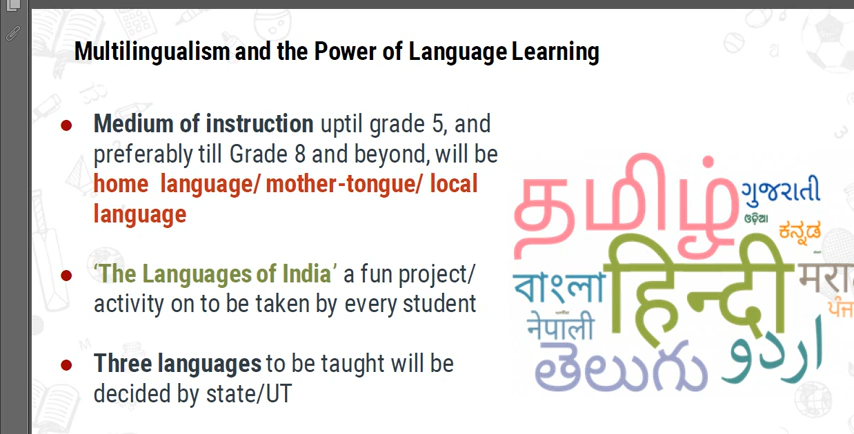 Multilingualism and the Power of Language Learning
Medium of instruction uptil grade 5, and
preferably till Grade 8 and beyond, will be
home language/ mother-tongue/ local
language
‘The Languages of India’ a fun project/
activity on to be taken by every student
Three languages to be taught will be
decided by state/UT
தமிழ்
ગુજરાતી
ଓଡ଼ିଆ
ಕನ್ನಡ
বাংলা
हिन्दी
मरा
ਪੰਜ
नेपाली
తెలుగు
اردو